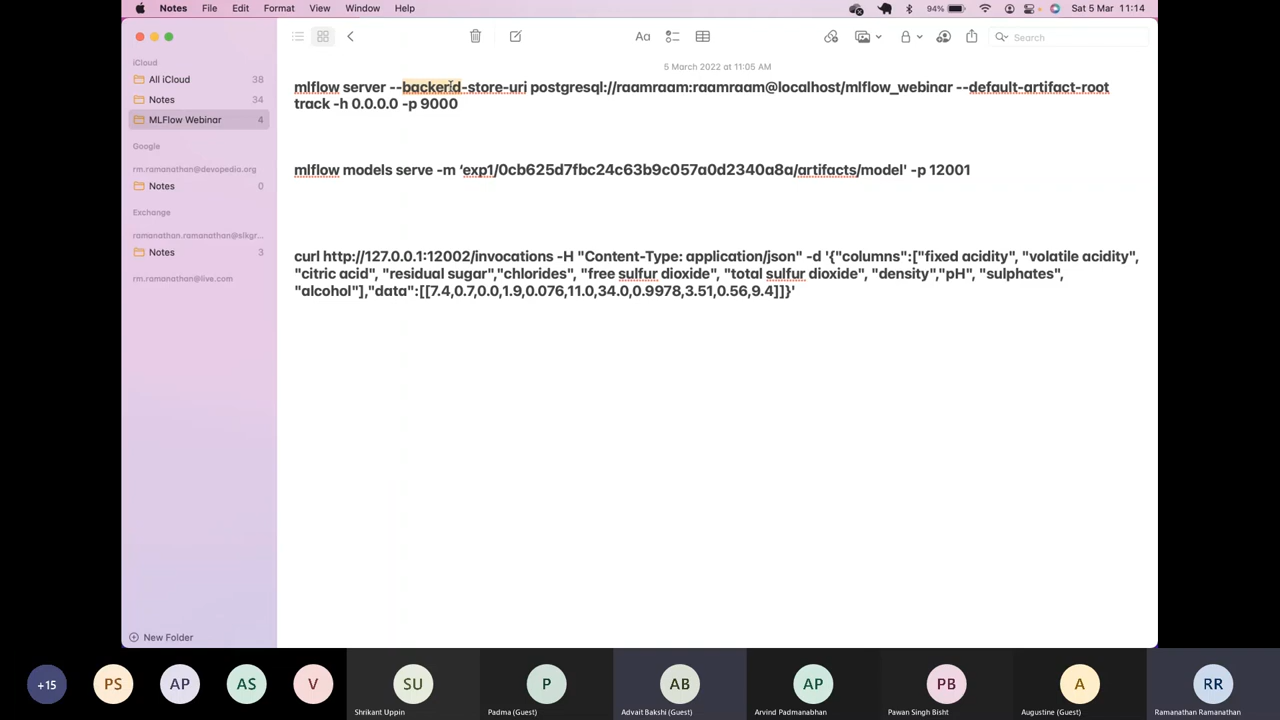 Notes File Edit Format View Window Help 94% Sat 5 Mar 11:14
Aa Search
iCloud
All iCloud 38
Notes 34
MLFlow Webinar 4
Google
rm.ramanathan@devopedia.org
Notes 0
Exchange
ramanathan.ramanathan@slkgr...
Notes 3
rm.ramanathan@live.com
New Folder
5 March 2022 at 11:05 AM
mlflow server --backend-store-uri postgresql://raamraam:raamraam@localhost/mlflow_webinar --default-artifact-root
track -h 0.0.0.0 -p 9000
mlflow models serve -m ‘exp1/0cb625d7fbc24c63b9c057a0d2340a8a/artifacts/model' -p 12001
curl http://127.0.0.1:12002/invocations -H "Content-Type: application/json" -d '{"columns":["fixed acidity", "volatile acidity",
"citric acid", "residual sugar","chlorides", "free sulfur dioxide", "total sulfur dioxide", "density","pH", "sulphates",
"alcohol"],"data":[[7.4,0.7,0.0,1.9,0.076,11.0,34.0,0.9978,3.51,0.56,9.4]]}'
+15 PS AP AS V SU P AB AP PB A RR
Shrikant Uppin Padma (Guest) Advait Bakshi (Guest) Arvind Padmanabhan Pawan Singh Bisht Augustine (Guest) Ramanathan Ramanathan